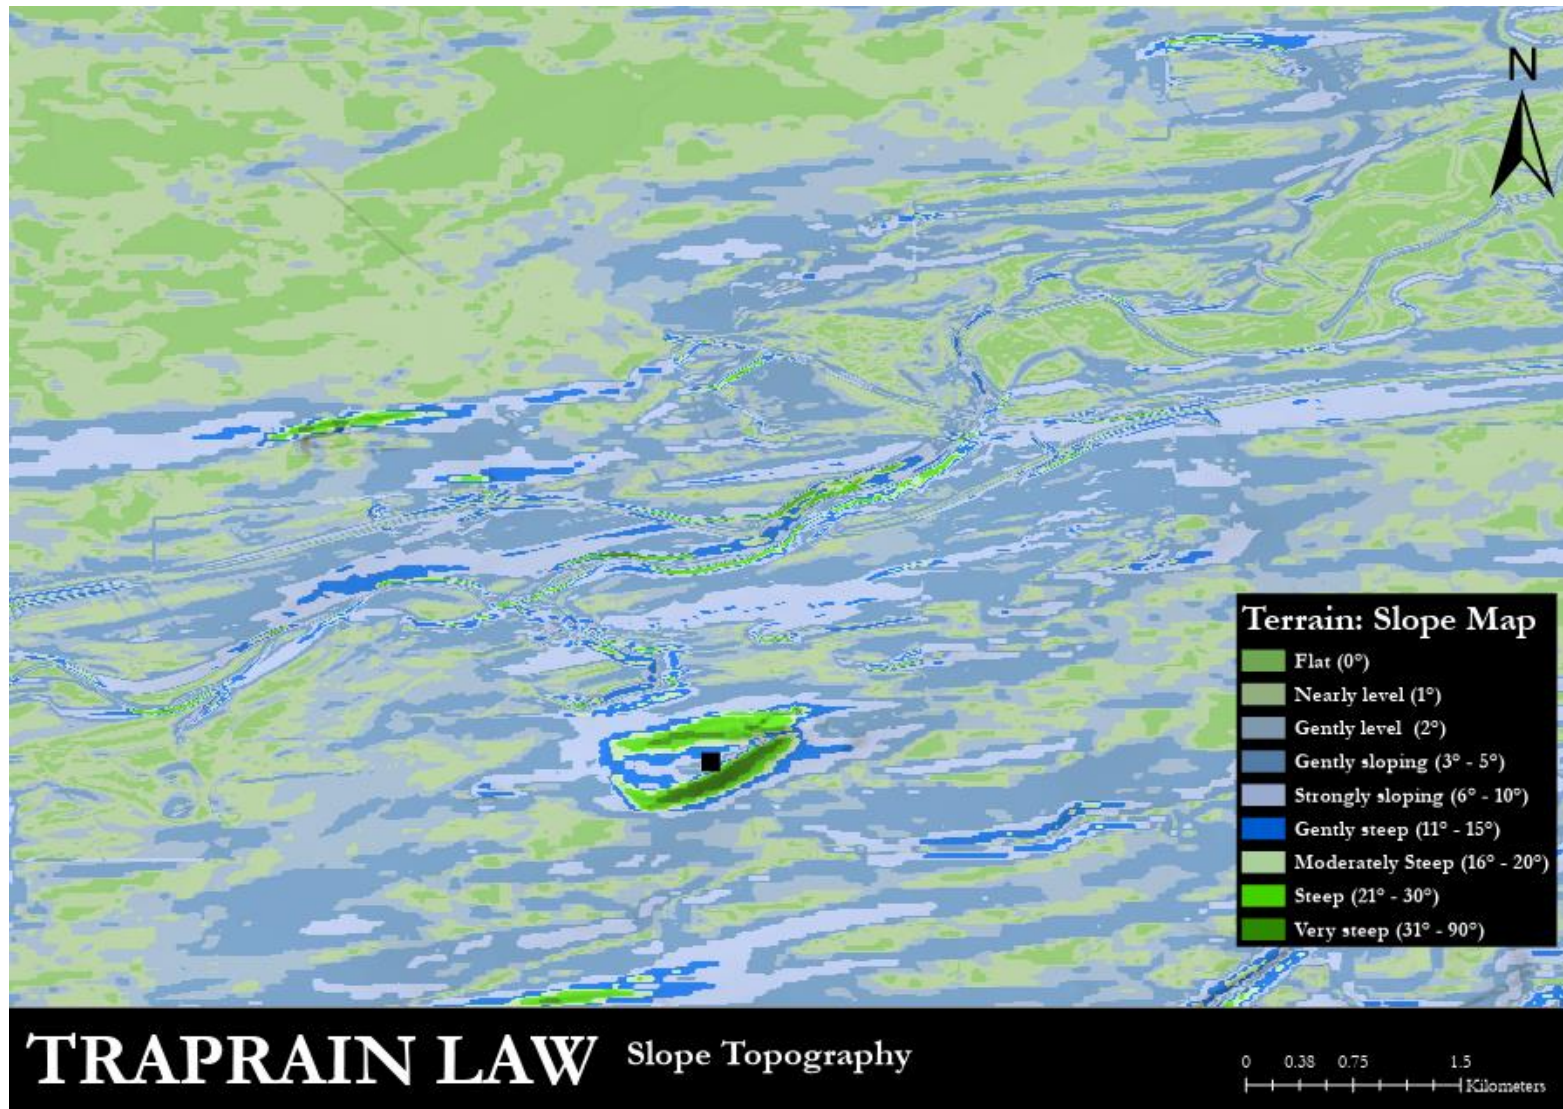 N
Terrain: Slope Map
Flat (0°)
Nearly level (1°)
Gently level (2°)
Gently sloping (3° - 5°)
Strongly sloping (6° - 10°)
Gently steep (11° - 15°)
Moderately Steep (16° - 20°)
Steep (21° - 30°)
Very steep (31° - 90°)
TRAPRAIN LAW Slope Topography
0 0.38 0.75 1.5
Kilometers